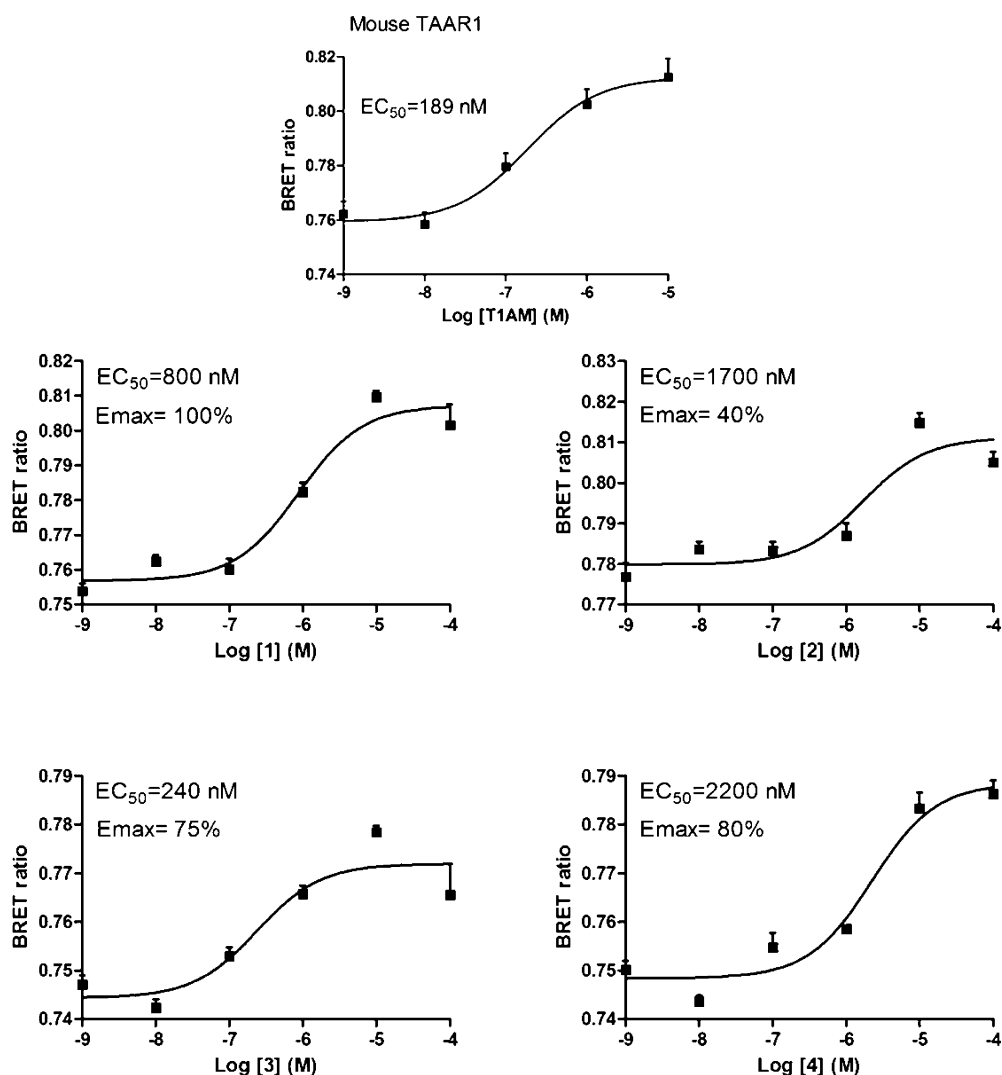 Mouse TAAR1
0.82
0.80
0.78
0.76
0.74
BRET ratio
EC50=189 nM
-9 -8 -7 -6 -5
Log [T1AM] (M)
0.82
0.81
0.80
0.79
0.78
0.77
0.76
0.75
BRET ratio
EC50=800 nM
Emax= 100%
-9 -8 -7 -6 -5 -4
Log [1] (M)
0.83
0.82
0.81
0.80
0.79
0.78
0.77
BRET ratio
EC50=1700 nM
Emax= 40%
-9 -8 -7 -6 -5 -4
Log [2] (M)
0.79
0.78
0.77
0.76
0.75
0.74
BRET ratio
EC50=240 nM
Emax= 75%
-9 -8 -7 -6 -5 -4
Log [3] (M)
0.79
0.78
0.77
0.76
0.75
0.74
BRET ratio
EC50=2200 nM
Emax= 80%
-9 -8 -7 -6 -5 -4
Log [4] (M)